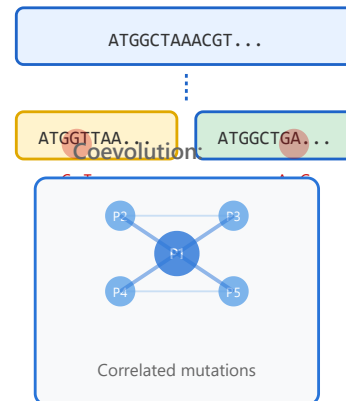 ATGGCTAAACGT...
ATGGTTAA...
ATGGCTGA...
Coevolution:
P2
P3
P1
P4
P5
Correlated mutations